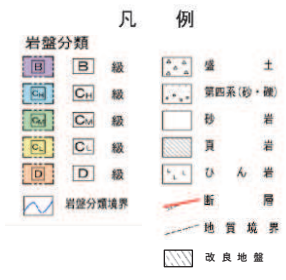 凡 例
岩盤分類
B B 級
CH CH 級
CM CM 級
CL CL 級
D D 級
岩盤分類境界
盛 土
第四系(砂・礫)
砂 岩
頁 岩
ひ ん 岩
断 層
地 質 境 界
改 良 地 盤